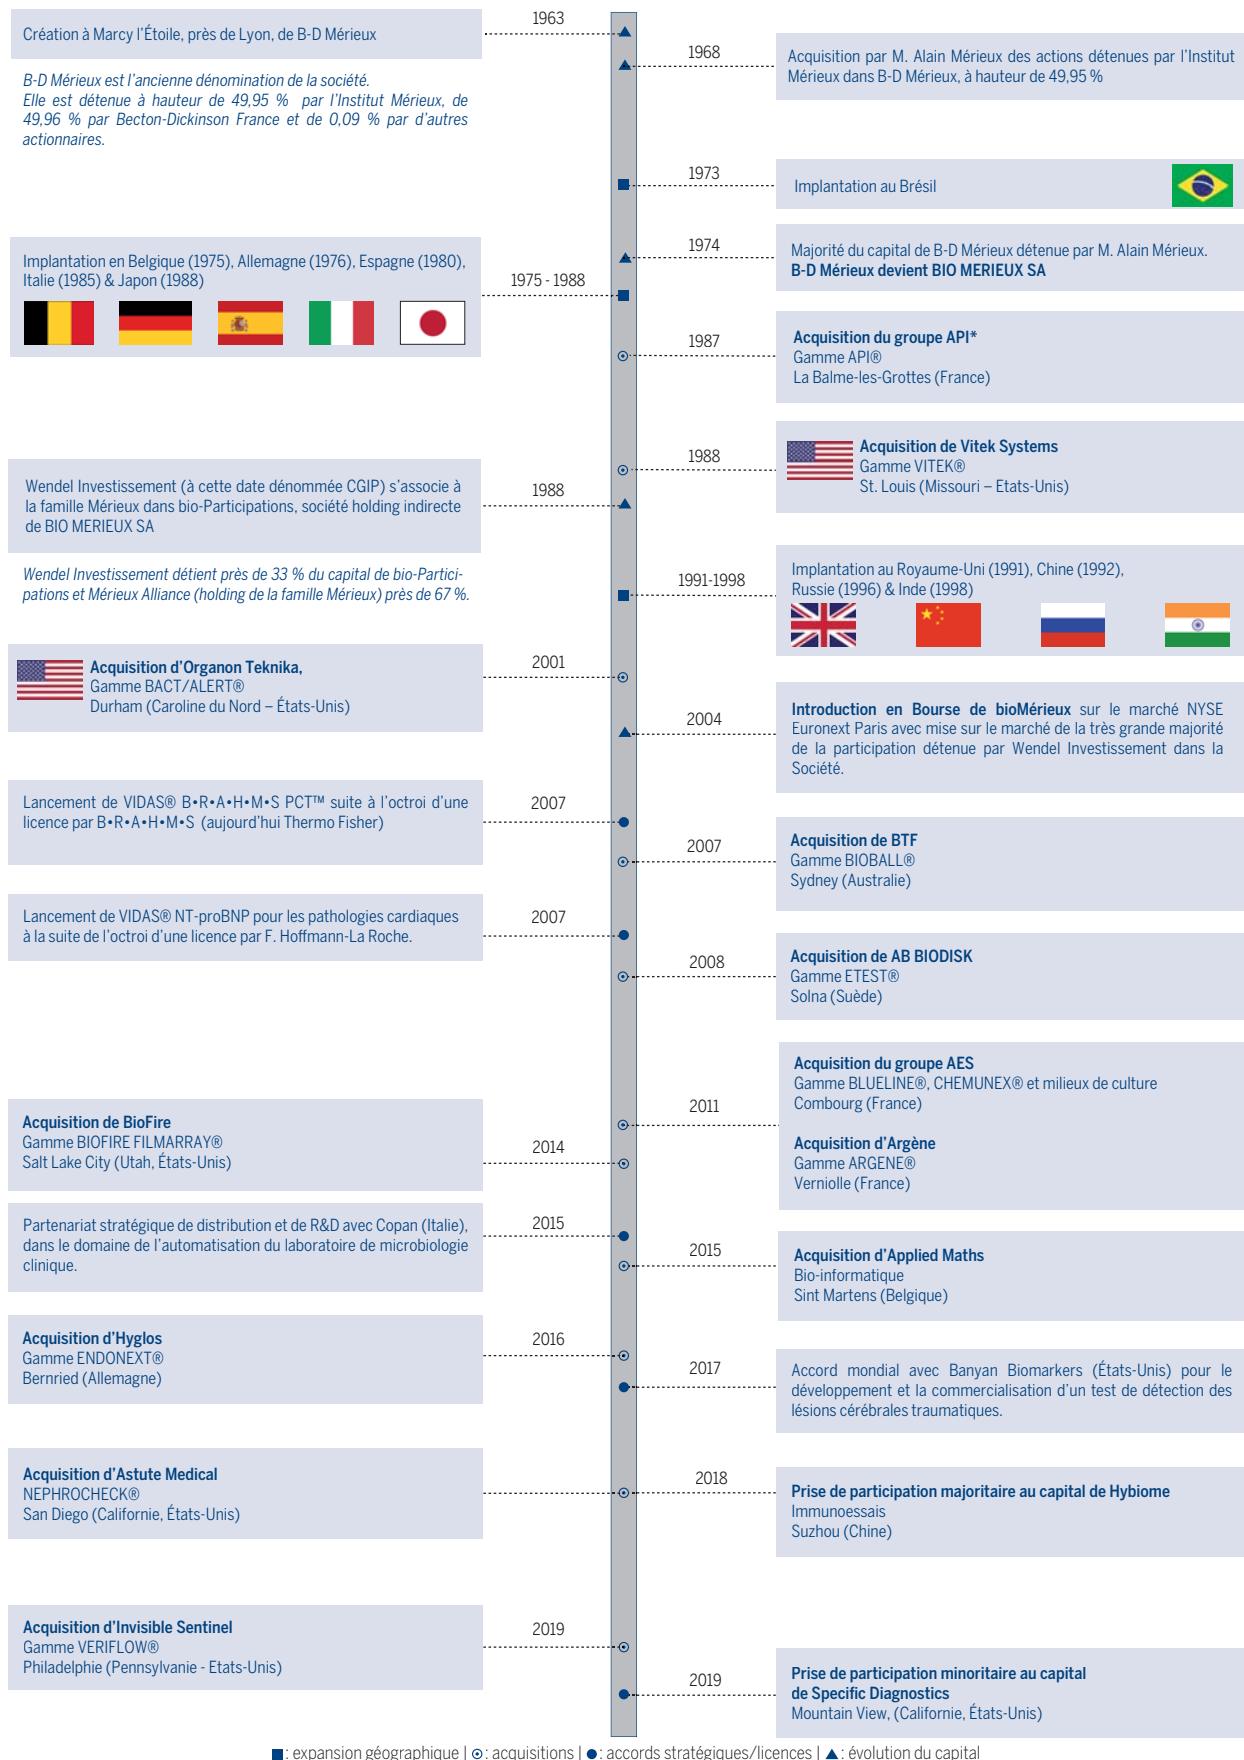 1963
Création à Marcy l'Étoile, près de Lyon, de B-D Mérieux
B-D Mérieux est l'ancienne dénomination de la société.
Elle est détenue à hauteur de 49,95 % par l'Institut Mérieux, de
49,96 % par Becton-Dickinson France et de 0,09 % par d'autres
actionnaires.
1968
Acquisition par M. Alain Mérieux des actions détenues par l'Institut
Mérieux dans B-D Mérieux, à hauteur de 49,95 %
1973
Implantation au Brésil
1974
Majorité du capital de B-D Mérieux détenue par M. Alain Mérieux.
B-D Mérieux devient BIO MERIEUX SA
Implantation en Belgique (1975), Allemagne (1976), Espagne (1980),
Italie (1985) & Japon (1988)
1975 - 1988
1987
Acquisition du groupe API*
Gamme API®
La Balme-les-Grottes (France)
1988
Acquisition de Vitek Systems
Gamme VITEK®
St. Louis (Missouri – Etats-Unis)
1988
Wendel Investissement (à cette date dénommée CGIP) s'associe à
la famille Mérieux dans bio-Participations, société holding indirecte
de BIO MERIEUX SA
Wendel Investissement détient près de 33 % du capital de bio-Partici-
pations et Mérieux Alliance (holding de la famille Mérieux) près de 67 %.
1991-1998
Implantation au Royaume-Uni (1991), Chine (1992),
Russie (1996) & Inde (1998)
2001
Acquisition d'Organon Teknika,
Gamme BACT/ALERT®
Durham (Caroline du Nord – États-Unis)
2004
Introduction en Bourse de bioMérieux sur le marché NYSE
Euronext Paris avec mise sur le marché de la très grande majorité
de la participation détenue par Wendel Investissement dans la
Société.
2007
Lancement de VIDAS® B•R•A•H•M•S PCT™ suite à l'octroi d'une
licence par B•R•A•H•M•S (aujourd'hui Thermo Fisher)
2007
Acquisition de BTF
Gamme BIOBALL®
Sydney (Australie)
2007
Lancement de VIDAS® NT-proBNP pour les pathologies cardiaques
à la suite de l'octroi d'une licence par F. Hoffmann-La Roche.
2008
Acquisition de AB BIODISK
Gamme ETEST®
Solna (Suède)
2011
Acquisition du groupe AES
Gamme BLUELINE®, CHEMUNEX® et milieux de culture
Combourg (France)
Acquisition d'Argène
Gamme ARGENE®
Verniolle (France)
2014
Acquisition de BioFire
Gamme BIOFIRE FILMARRAY®
Salt Lake City (Utah, États-Unis)
2015
Partenariat stratégique de distribution et de R&D avec Copan (Italie),
dans le domaine de l'automatisation du laboratoire de microbiologie
clinique.
2015
Acquisition d'Applied Maths
Bio-informatique
Sint Martens (Belgique)
2016
Acquisition d'Hyglos
Gamme ENDONEXT®
Bernried (Allemagne)
2017
Accord mondial avec Banyan Biomarkers (États-Unis) pour le
développement et la commercialisation d'un test de détection des
lésions cérébrales traumatiques.
2018
Acquisition d'Astute Medical
NEPHROCHECK®
San Diego (Californie, États-Unis)
Prise de participation majoritaire au capital de Hybiome
Immunoessais
Suzhou (Chine)
2019
Acquisition d'Invisible Sentinel
Gamme VERIFLOW®
Philadelphie (Pennsylvanie - Etats-Unis)
2019
Prise de participation minoritaire au capital
de Specific Diagnostics
Mountain View, (Californie, États-Unis)
■ : expansion géographique | ⊙ : acquisitions | ● : accords stratégiques/licences | ▲ : évolution du capital